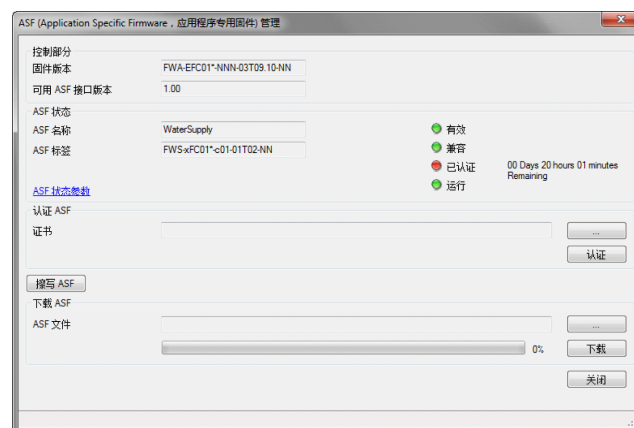 ASF (Application Specific Firmware，应用程序专用固件) 管理
x
控制部分
固件版本 FWA-EFC01*-NNN-03T09.10-NN
可用 ASF 接口版本 1.00
ASF 状态
ASF 名称 WaterSupply 有效
ASF 标签 FWS-xFC01*-c01-01T02-NN 兼容
已认证 00 Days 20 hours 01 minutes
Remaining
ASF 状态参数 运行
认证 ASF
证书 ...
认证
擦写 ASF
下载 ASF
ASF 文件 ...
0% 下载
关闭